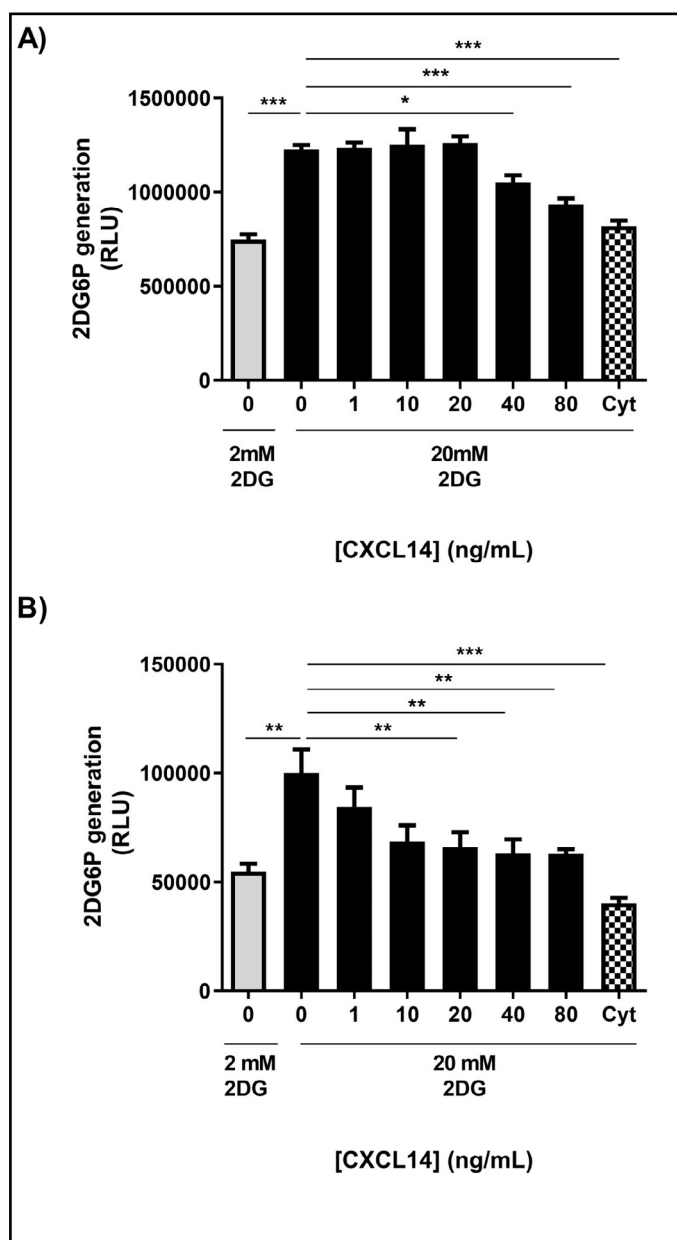 A)
***
***
***
*
1500000
1000000
500000
0
2DG6P generation
(RLU)
0 0 1 10 20 40 80 Cyt
2mM 20mM
2DG 2DG
[CXCL14] (ng/mL)
B)
***
**
**
** **
150000
100000
50000
0
2DG6P generation
(RLU)
0 0 1 10 20 40 80 Cyt
2 mM 20 mM
2DG 2DG
[CXCL14] (ng/mL)